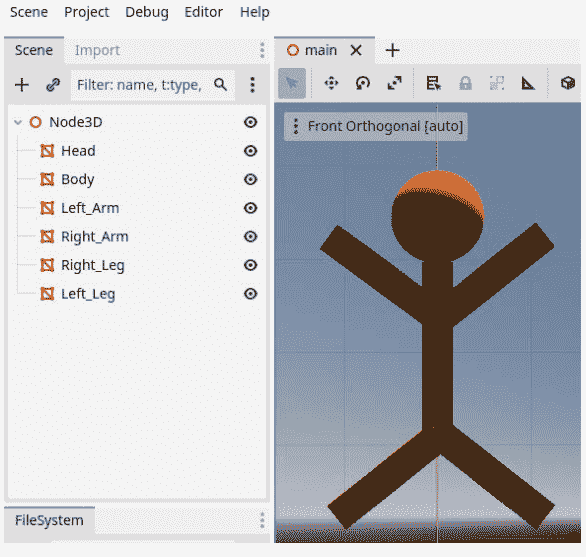 Scene Project Debug Editor Help
Scene Import
main
Filter: name, t:type,
Front Orthogonal [auto]
Node3D
Head
Body
Left_Arm
Right_Arm
Right_Leg
Left_Leg
FileSystem